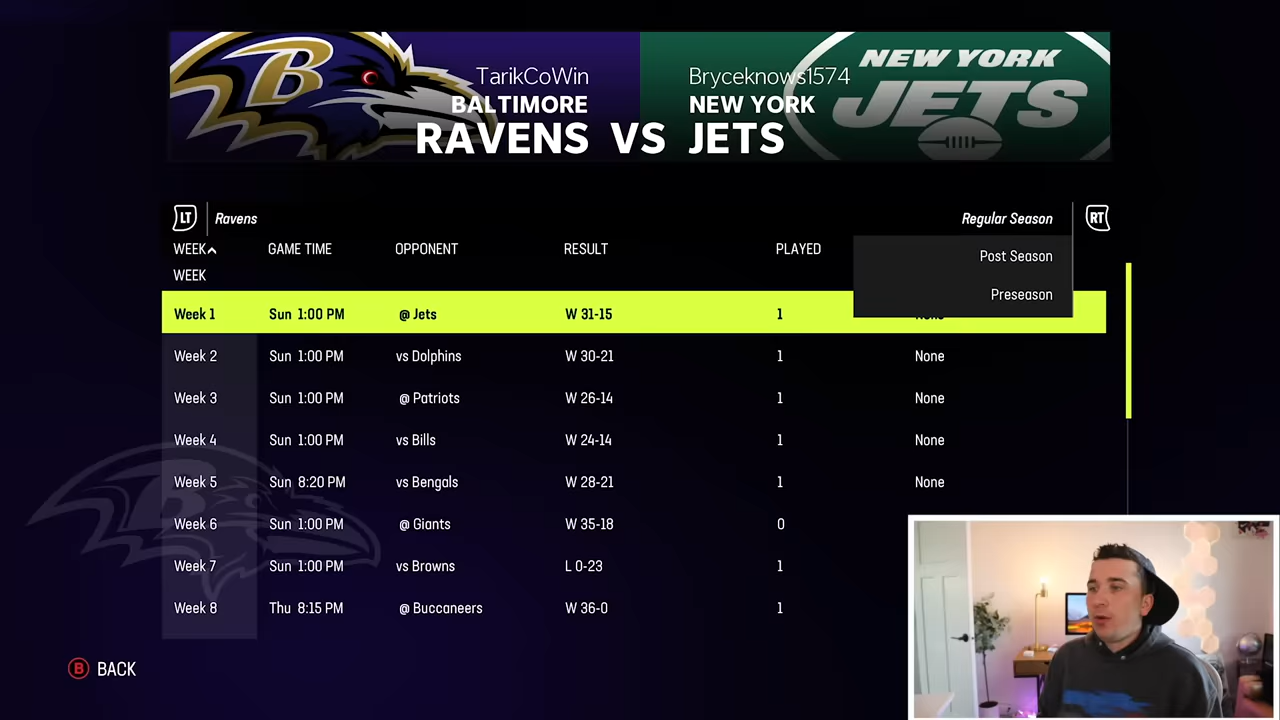 TarikCoWin
BALTIMORE
RAVENS VS JETS
Bryceknows1574
NEW YORK
NEW YORK
JETS
B
LT Ravens Regular Season RT
Post Season
Preseason
WEEK GAME TIME OPPONENT RESULT PLAYED
WEEK
Week 1 Sun 1:00 PM @ Jets W 31-15 1 None
Week 2 Sun 1:00 PM vs Dolphins W 30-21 1 None
Week 3 Sun 1:00 PM @ Patriots W 26-14 1 None
Week 4 Sun 1:00 PM vs Bills W 24-14 1 None
Week 5 Sun 8:20 PM vs Bengals W 28-21 1 None
Week 6 Sun 1:00 PM @ Giants W 35-18 0
Week 7 Sun 1:00 PM vs Browns L 0-23 1
Week 8 Thu 8:15 PM @ Buccaneers W 36-0 1
B BACK